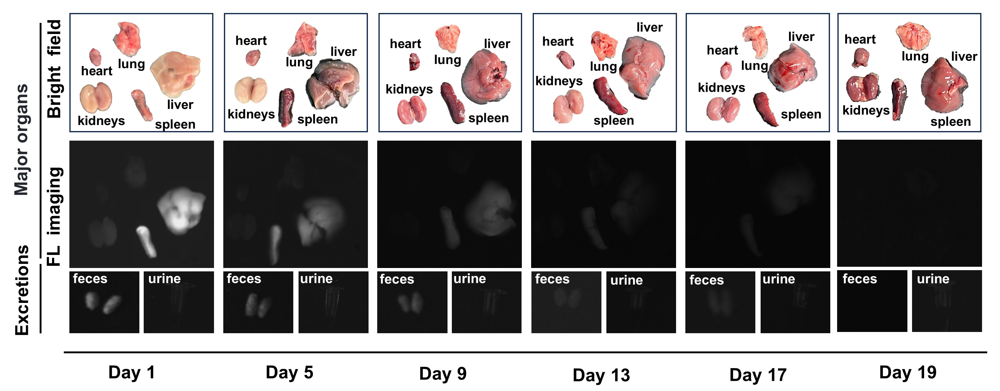 Major organs
Excretions
Bright field
FL imaging
heart
lung
kidneys
liver
spleen
heart
lung
liver
kidneys
spleen
heart
liver
lung
kidneys
spleen
liver
heart
lung
kidneys
spleen
liver
heart
lung
kidneys
spleen
heart
lung
liver
kidneys
spleen
feces
urine
feces
urine
feces
urine
feces
urine
feces
urine
feces
urine
Day 1
Day 5
Day 9
Day 13
Day 17
Day 19